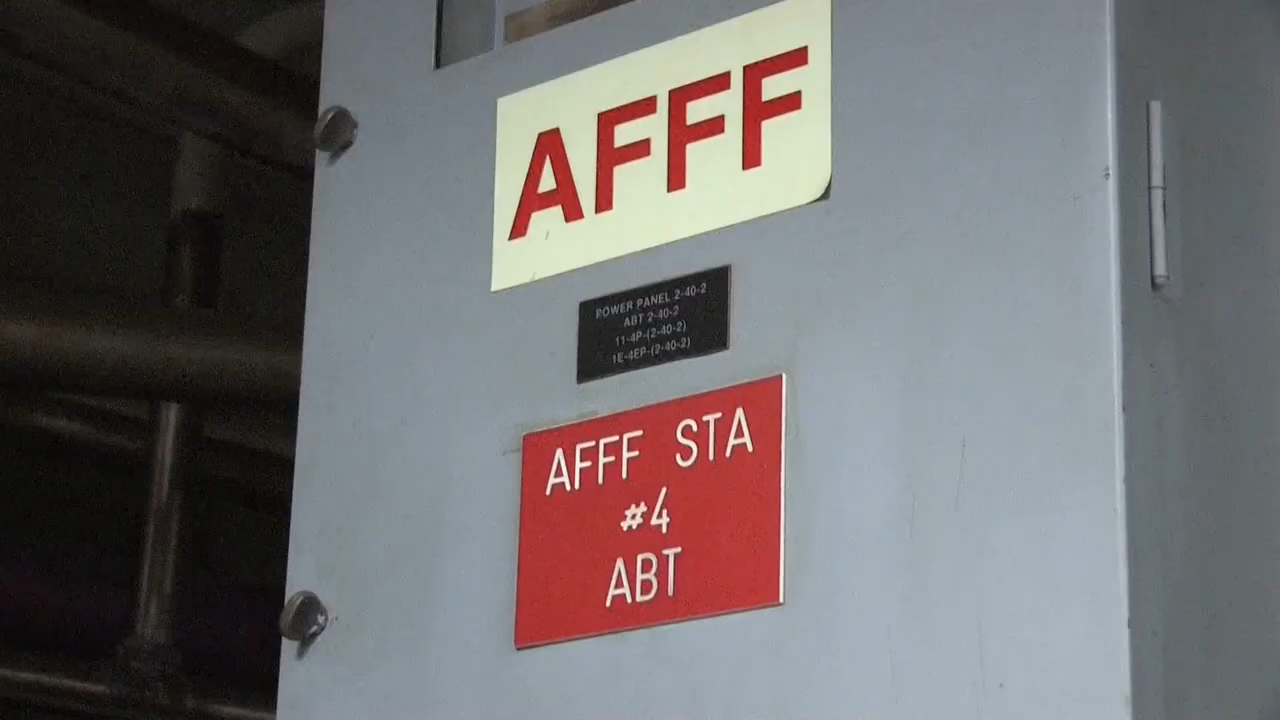 AFFF
POWER PANEL 2-40-2
ABT 2-40-2
11-4P-(2-40-2)
1E-4EP-(2-40-2)
AFFF STA
#4
ABT